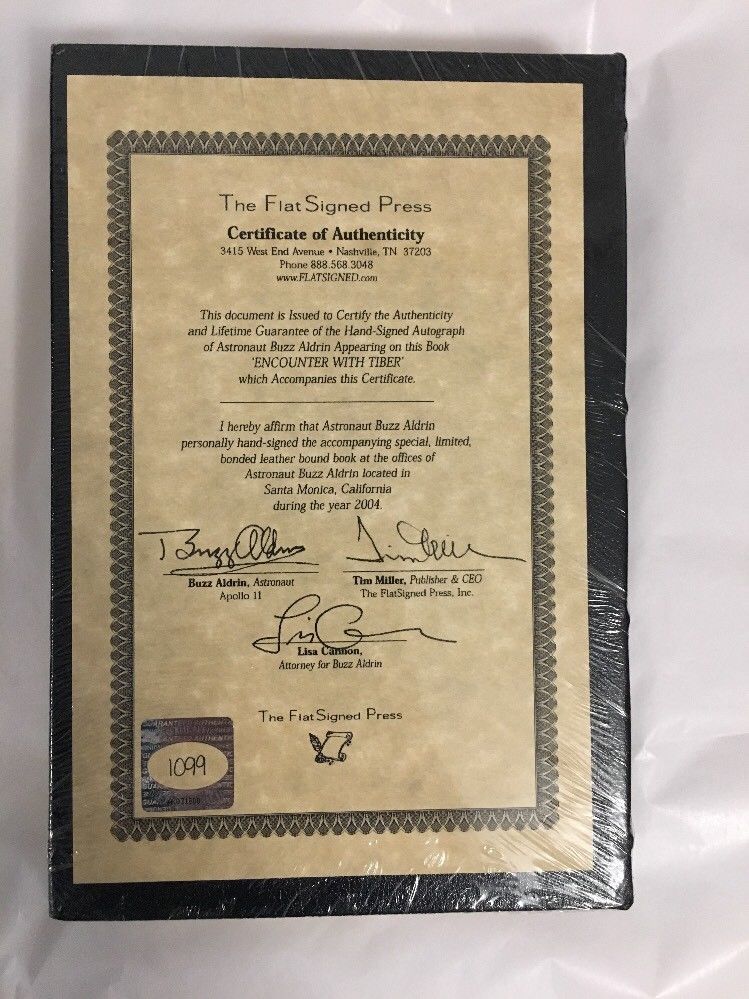 The FlatSigned Press
Certificate of Authenticity
3415 West End Avenue • Nashville, TN 37203
Phone 888.568.3048
www.FLATSIGNED.com
This document is Issued to Certify the Authenticity
and Lifetime Guarantee of the Hand-Signed Autograph
of Astronaut Buzz Aldrin Appearing on this Book
'ENCOUNTER WITH TIBER'
which Accompanies this Certificate.
I hereby affirm that Astronaut Buzz Aldrin
personally hand-signed the accompanying special, limited,
bonded leather bound book at the offices of
Astronaut Buzz Aldrin located in
Santa Monica, California
during the year 2004.
Buzz Aldrin
Buzz Aldrin, Astronaut
Apollo 11
Tim Miller, Publisher & CEO
The FlatSigned Press, Inc.
Lisa Cannon,
Attorney for Buzz Aldrin
The FlatSigned Press
1099